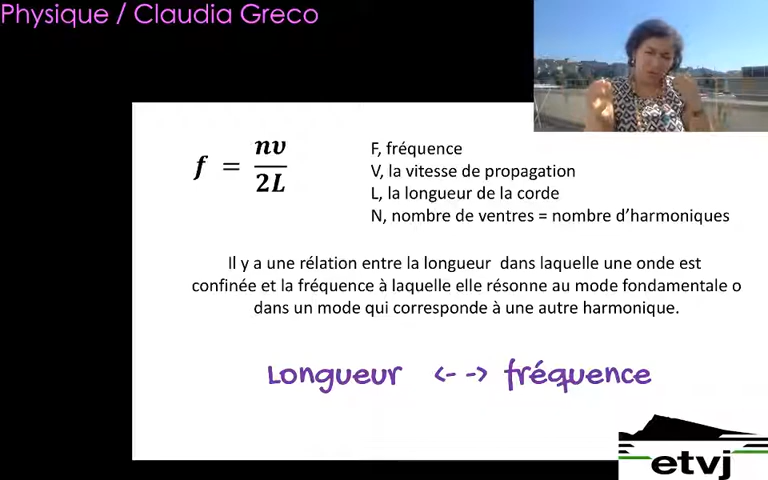 Physique / Claudia Greco
f = nv / 2L
F, fréquence
V, la vitesse de propagation
L, la longueur de la corde
N, nombre de ventres = nombre d’harmoniques
Il y a une rélation entre la longueur dans laquelle une onde est
confinée et la fréquence à laquelle elle résonne au mode fondamentale o
dans un mode qui corresponde à une autre harmonique.
Longueur <- -> fréquence
etvj